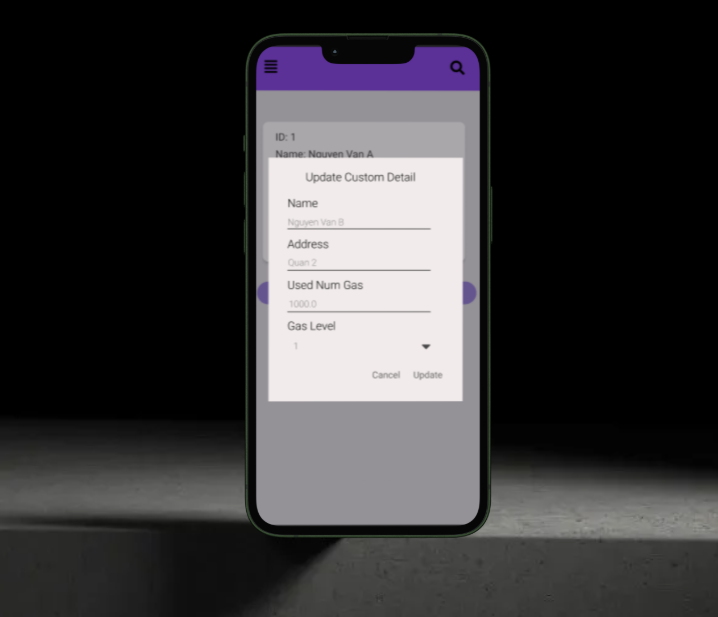 ID: 1
Name: Nguyen Van A
Update Custom Detail
Name
Nguyen Van B
Address
Quan 2
Used Num Gas
1000.0
Gas Level
1
Cancel Update